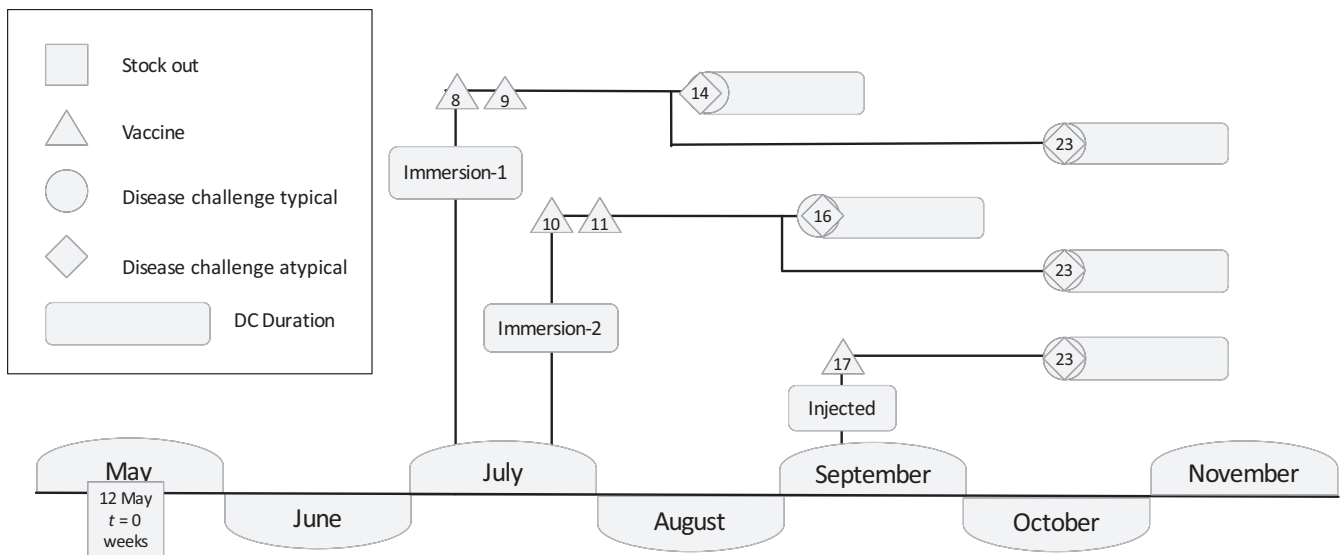 Stock out
Vaccine
Disease challenge typical
Disease challenge atypical
DC Duration
8
9
14
23
Immersion-1
10
11
16
23
Immersion-2
17
23
Injected
May
July
September
November
12 May
t = 0
weeks
June
August
October